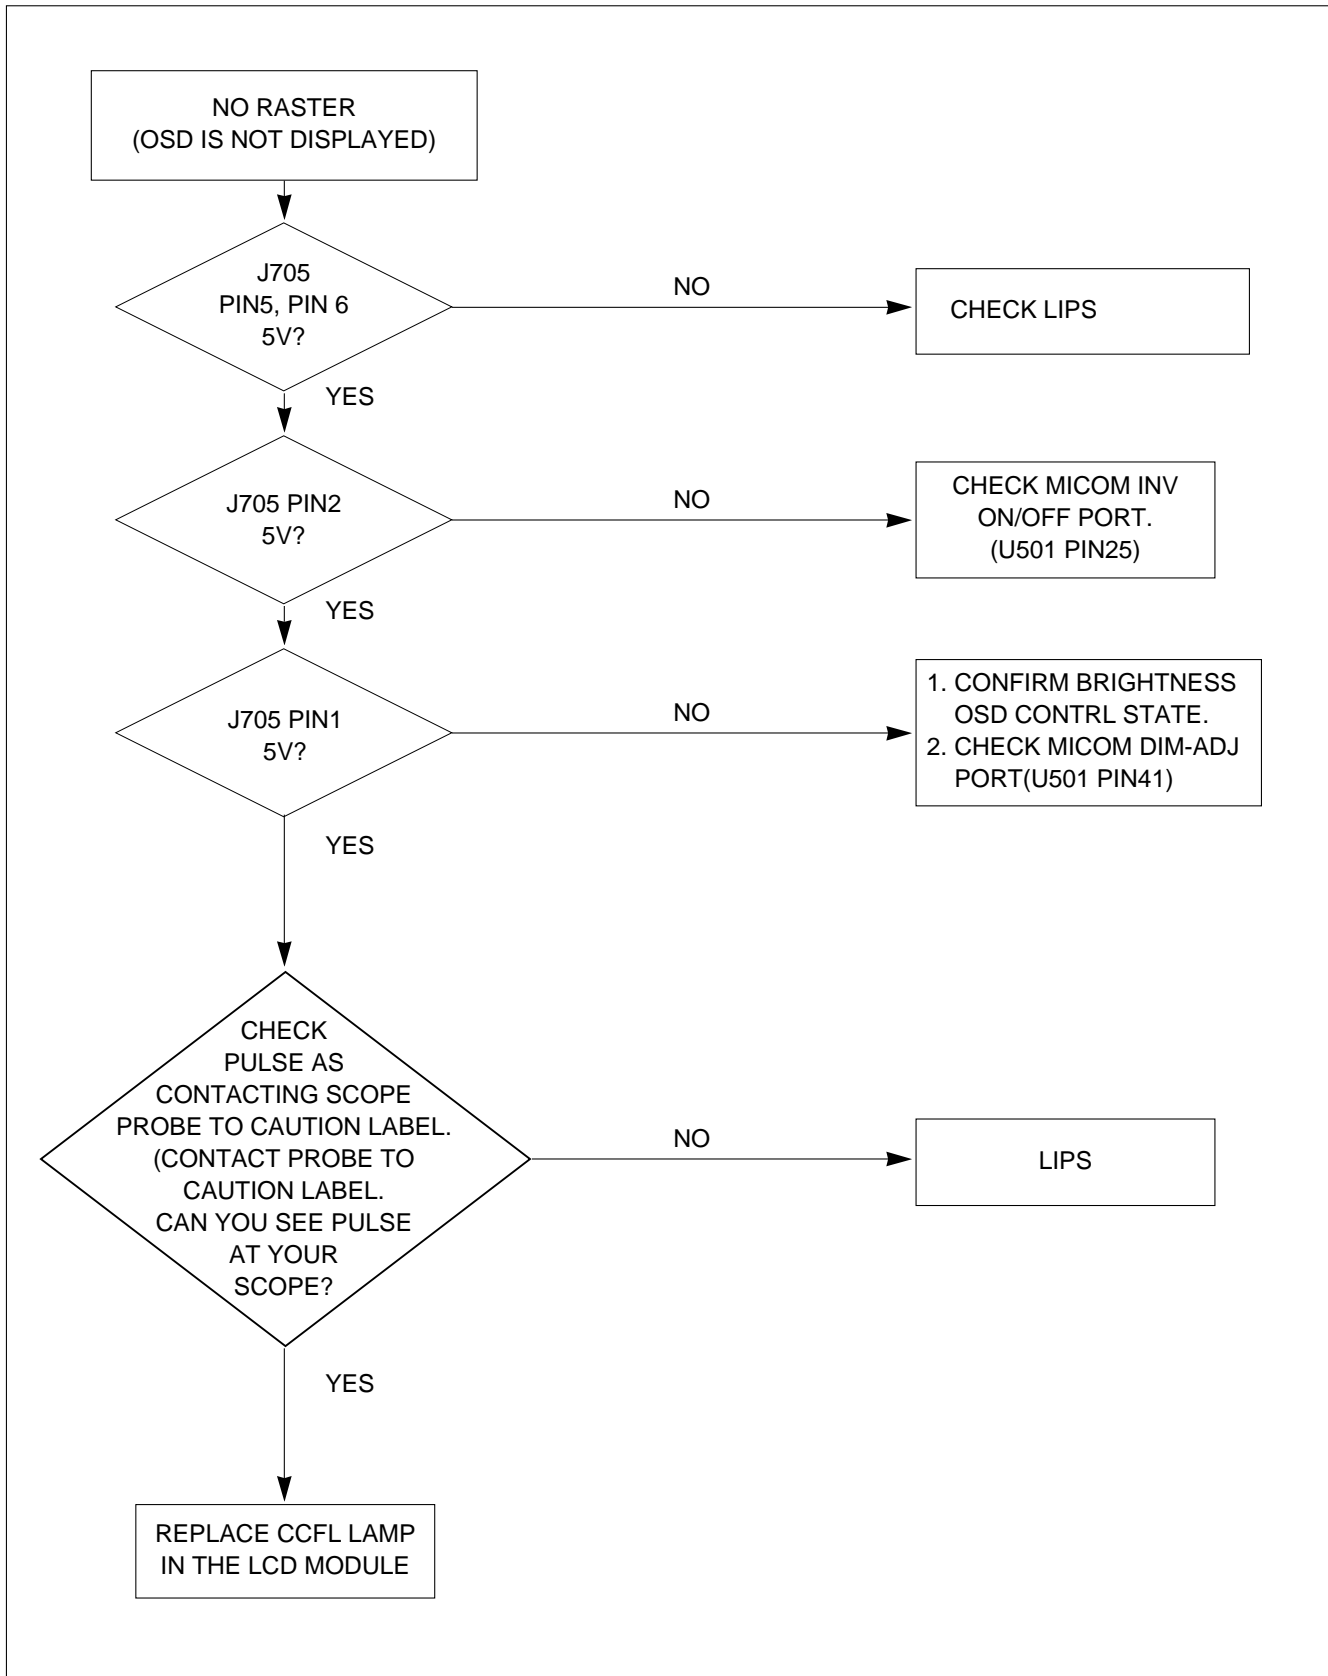 NO RASTER
(OSD IS NOT DISPLAYED)
J705
PIN5, PIN 6
5V?
NO
CHECK LIPS
YES
J705 PIN2
5V?
NO
CHECK MICOM INV
ON/OFF PORT.
(U501 PIN25)
YES
J705 PIN1
5V?
NO
1. CONFIRM BRIGHTNESS
OSD CONTRL STATE.
2. CHECK MICOM DIM-ADJ
PORT(U501 PIN41)
YES
CHECK
PULSE AS
CONTACTING SCOPE
PROBE TO CAUTION LABEL.
(CONTACT PROBE TO
CAUTION LABEL.
CAN YOU SEE PULSE
AT YOUR
SCOPE?
NO
LIPS
YES
REPLACE CCFL LAMP
IN THE LCD MODULE